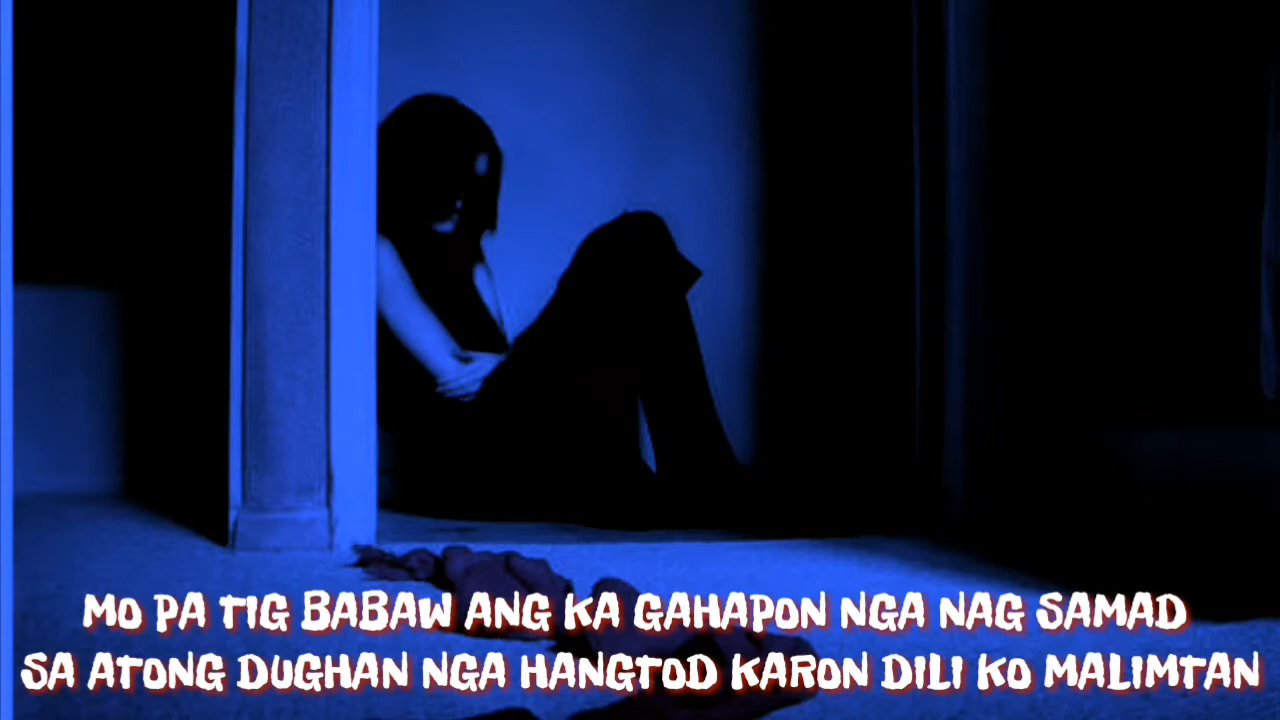 MO PA TIG BABAW ANG KA GAHAPON NGA NAG SAMAD
SA ATONG DUGHAN NGA HANGTOD KARON DILI KO MALIMTAN